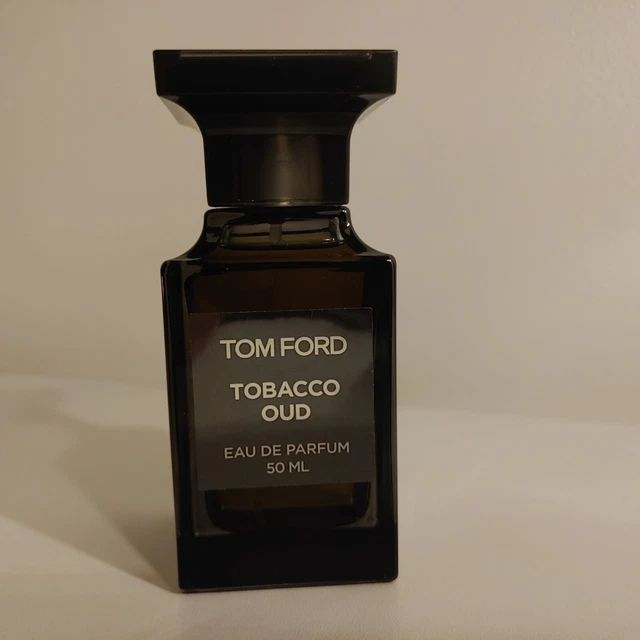 TOM FORD
TOBACCO
OUD
EAU DE PARFUM
50 ML